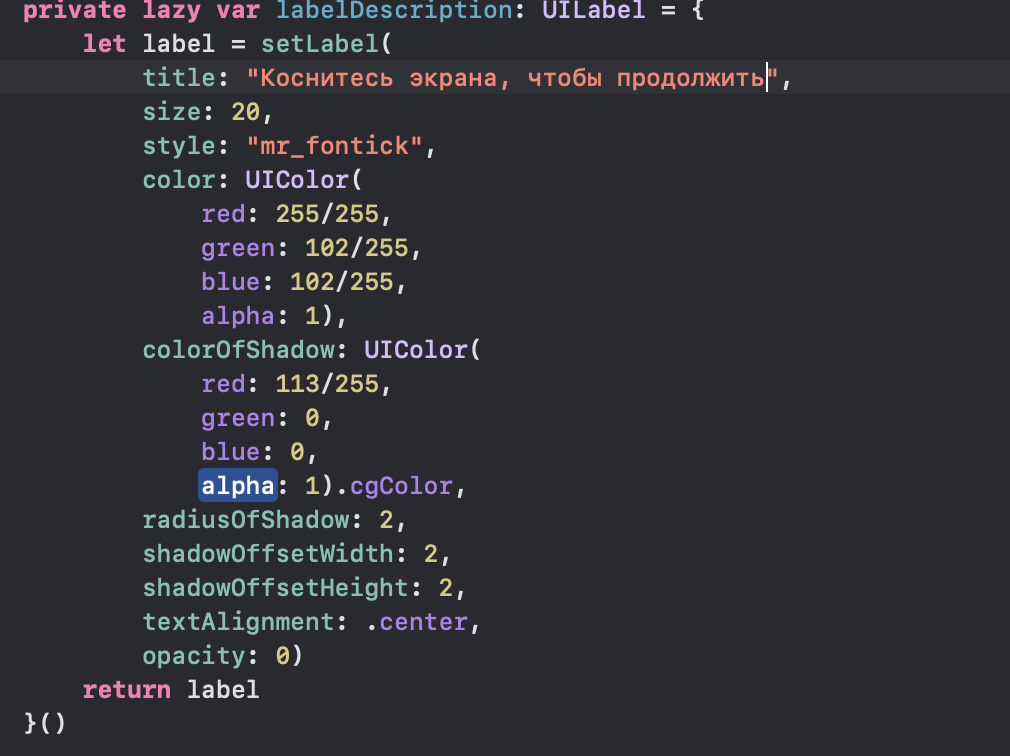 private lazy var labelDescription: UILabel = {
    let label = setLabel(
        title: "Коснитесь экрана, чтобы продолжить",
        size: 20,
        style: "mr_fontick",
        color: UIColor(
            red: 255/255,
            green: 102/255,
            blue: 102/255,
            alpha: 1),
        colorOfShadow: UIColor(
            red: 113/255,
            green: 0,
            blue: 0,
            alpha: 1).cgColor,
        radiusOfShadow: 2,
        shadowOffsetWidth: 2,
        shadowOffsetHeight: 2,
        textAlignment: .center,
        opacity: 0)
    return label
}()